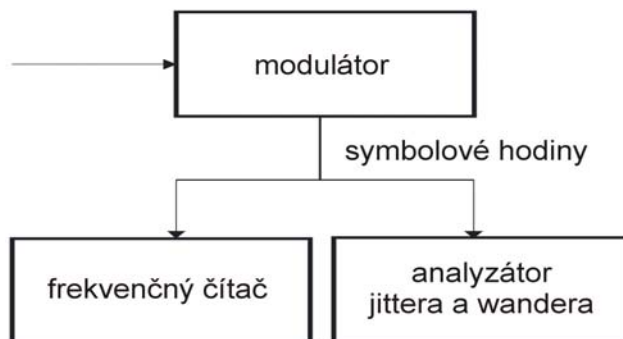 modulátor
symbolové hodiny
frekvenčný čítač
analyzátor
jittera a wandera